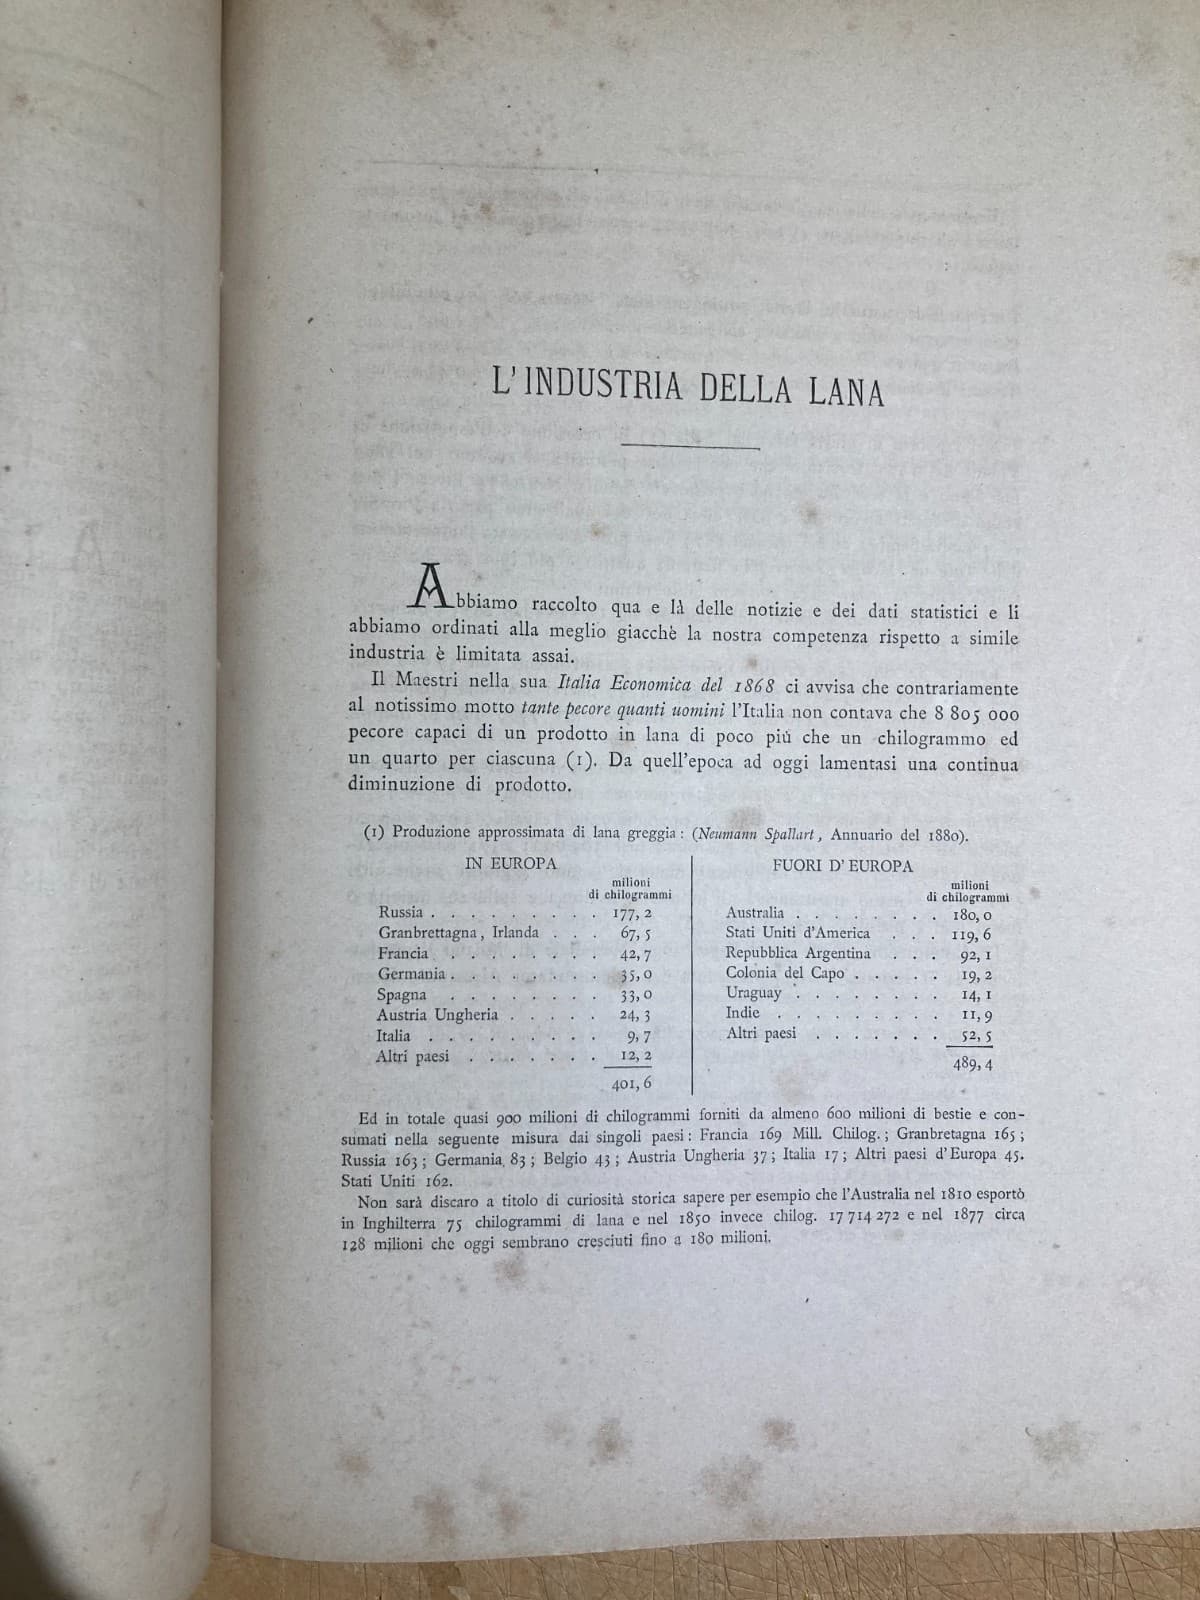 L'INDUSTRIA DELLA LANA
Abbiamo raccolto qua e là delle notizie e dei dati statistici e li
abbiamo ordinati alla meglio giacchè la nostra competenza rispetto a simile
industria è limitata assai.
Il Maestri nella sua Italia Economica del 1868 ci avvisa che contrariamente
al notissimo motto tante pecore quanti uomini l'Italia non contava che 8 805 000
pecore capaci di un prodotto in lana di poco più che un chilogrammo ed
un quarto per ciascuna (1). Da quell'epoca ad oggi lamentasi una continua
diminuzione di prodotto.
(1) Produzione approssimata di lana greggia : (Neumann Spallart, Annuario del 1880).
IN EUROPA
milioni
di chilogrammi
Russia . . . . . . . . . 177, 2
Granbrettagna, Irlanda . . . 67, 5
Francia . . . . . . . . 42, 7
Germania . . . . . . . . 35, 0
Spagna . . . . . . . . 33, 0
Austria Ungheria . . . . . 24, 3
Italia . . . . . . . . . 9, 7
Altri paesi . . . . . . . 12, 2
401, 6
FUORI D'EUROPA
milioni
di chilogrammi
Australia . . . . . . . . 180, 0
Stati Uniti d'America . . . 119, 6
Repubblica Argentina . . . 92, 1
Colonia del Capo . . . . . 19, 2
Uraguay . . . . . . . . 14, 1
Indie . . . . . . . . . 11, 9
Altri paesi . . . . . . . 52, 5
489, 4
Ed in totale quasi 900 milioni di chilogrammi forniti da almeno 600 milioni di bestie e con-
sumati nella seguente misura dai singoli paesi : Francia 169 Mill. Chilog. ; Granbretagna 165 ;
Russia 163 ; Germania 83 ; Belgio 43 ; Austria Ungheria 37 ; Italia 17 ; Altri paesi d'Europa 45.
Stati Uniti 162.
Non sarà discaro a titolo di curiosità storica sapere per esempio che l'Australia nel 1810 esportò
in Inghilterra 75 chilogrammi di lana e nel 1850 invece chilog. 17 714 272 e nel 1877 circa
128 milioni che oggi sembrano cresciuti fino a 180 milioni.